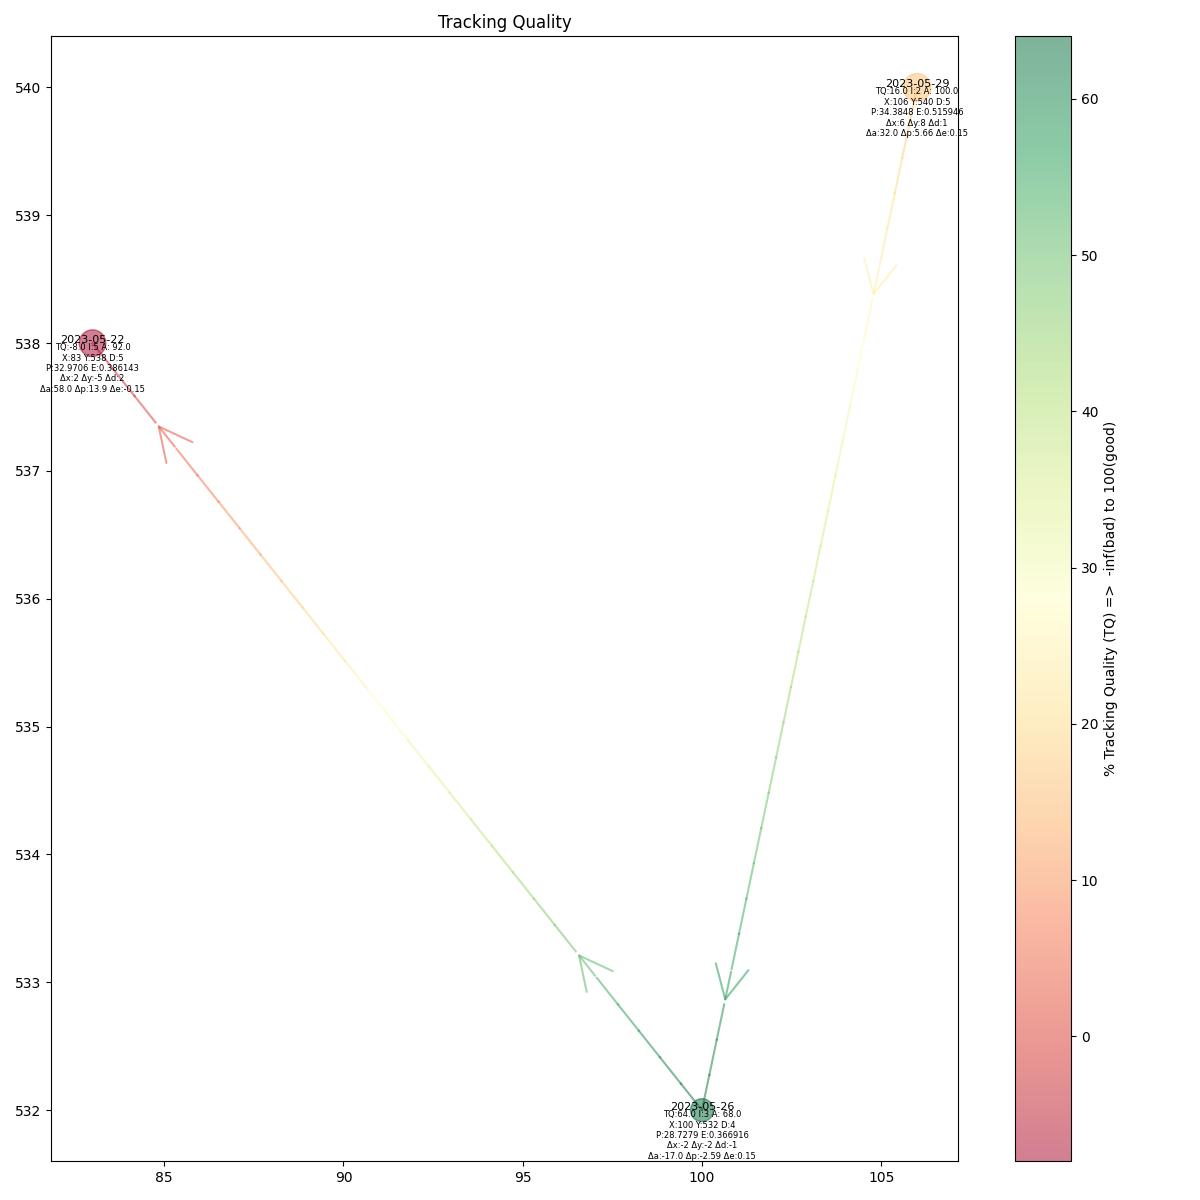 Tracking Quality
540
539
538
537
536
535
534
533
532
85
90
95
100
105
2023-05-29
TQ:16.0 I:2 A: 100.0
X:106 Y:540 D:5
P:34.3848 E:0.515946
Δx:6 Δy:8 Δd:1
Δa:32.0 Δp:5.66 Δe:0.15
2023-05-22
TQ:-8.0 I:5 A: 92.0
X:83 Y:538 D:5
P:32.9706 E:0.386143
Δx:2 Δy:-5 Δd:2
Δa:58.0 Δp:13.9 Δe:-0.15
2023-05-26
TQ:64.0 I:3 A: 68.0
X:100 Y:532 D:4
P:28.7279 E:0.366916
Δx:-2 Δy:-2 Δd:-1
Δa:-17.0 Δp:-2.59 Δe:0.15
60
50
40
30
20
10
0
% Tracking Quality (TQ) => -inf(bad) to 100(good)